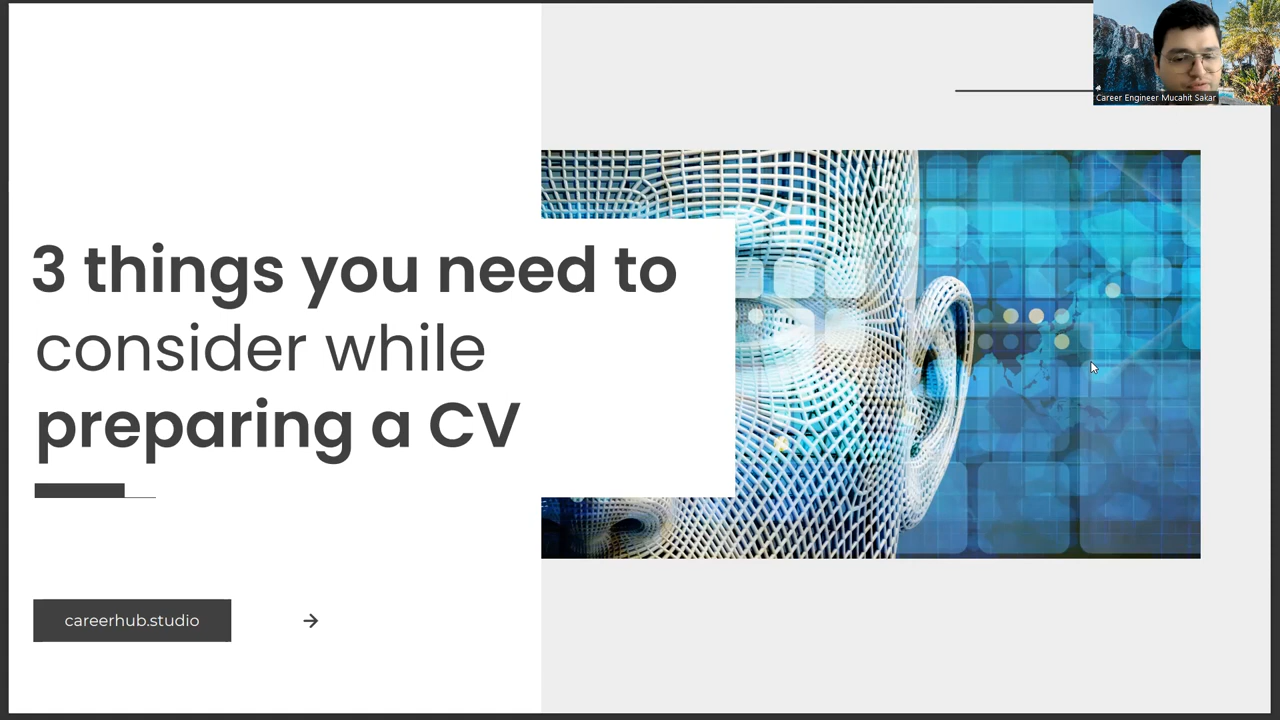 Career Engineer Mucahit Sakar
3 things you need to
consider while
preparing a CV
careerhub.studio